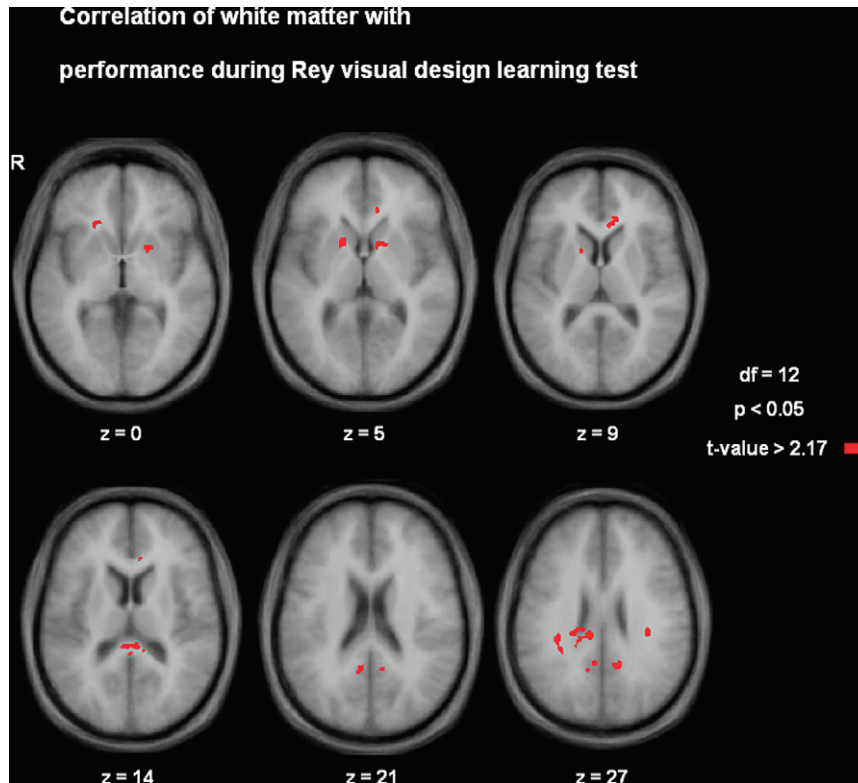 Correlation of white matter with
performance during Rey visual design learning test
R
z = 0
z = 5
z = 9
df = 12
p < 0.05
t-value > 2.17
z = 14
z = 21
z = 27